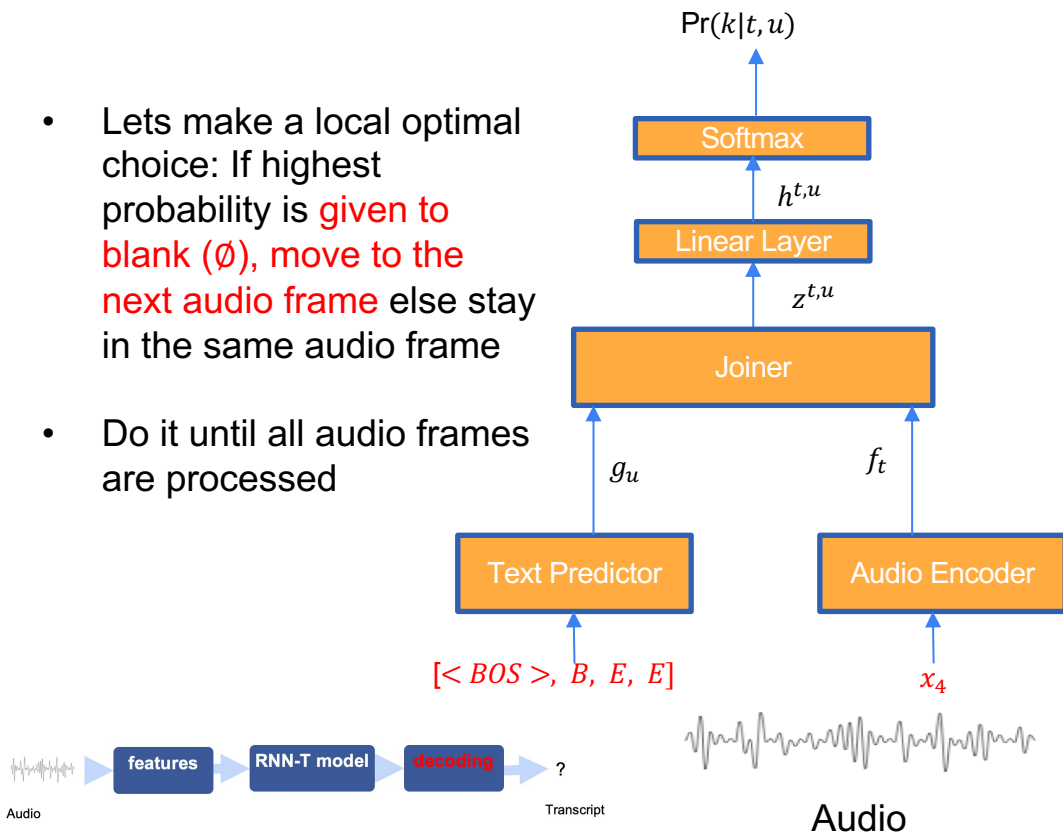 • Lets make a local optimal
choice: If highest
probability is given to
blank (∅), move to the
next audio frame else stay
in the same audio frame
• Do it until all audio frames
are processed
Pr(k|t, u)
Softmax
h^{t,u}
Linear Layer
z^{t,u}
Joiner
g_u
f_t
Text Predictor
Audio Encoder
[< BOS >, B, E, E]
x_4
Audio
features
RNN-T model
decoding
?
Audio
Transcript